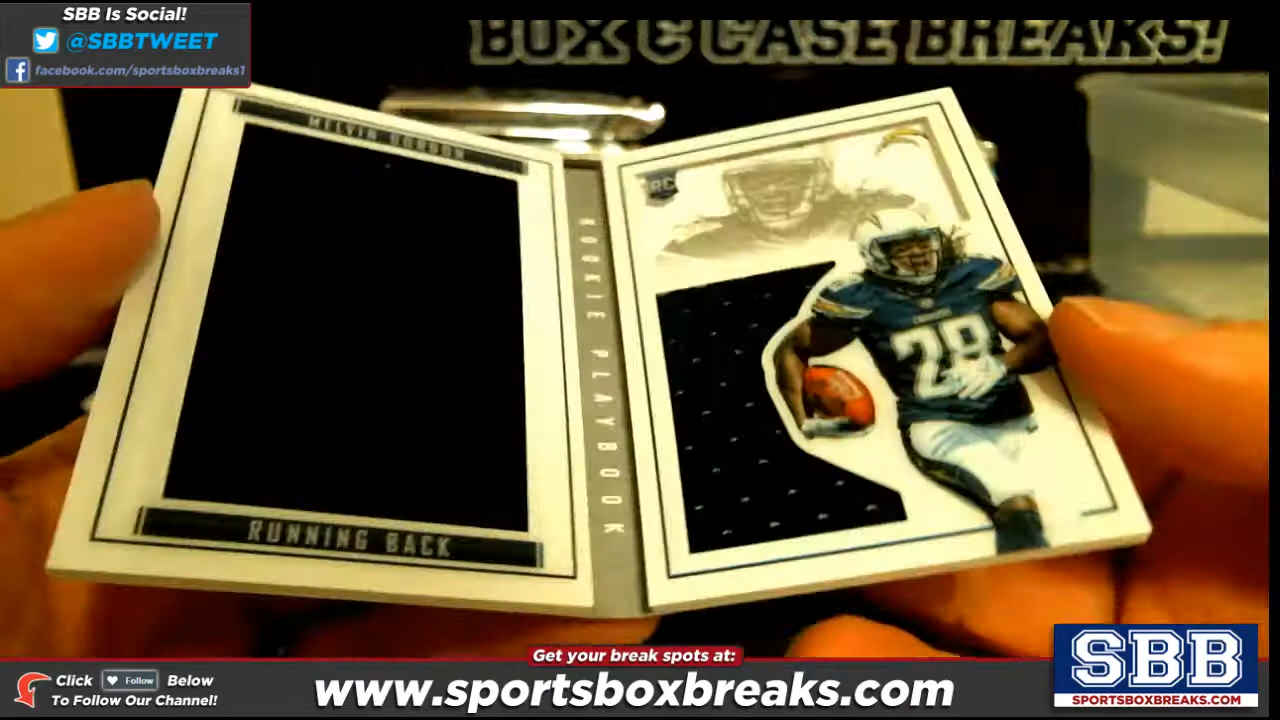 SBB Is Social!
@SBBTWEET
facebook.com/sportsboxbreaks1
BOX & CASE BREAKS!
MELVIN GORDON
RC
ROOKIE PLAYBOOK
28
RUNNING BACK
Get your break spots at:
Click Follow Below
To Follow Our Channel!
www.sportsboxbreaks.com
SBB
SPORTSBOXBREAKS.COM